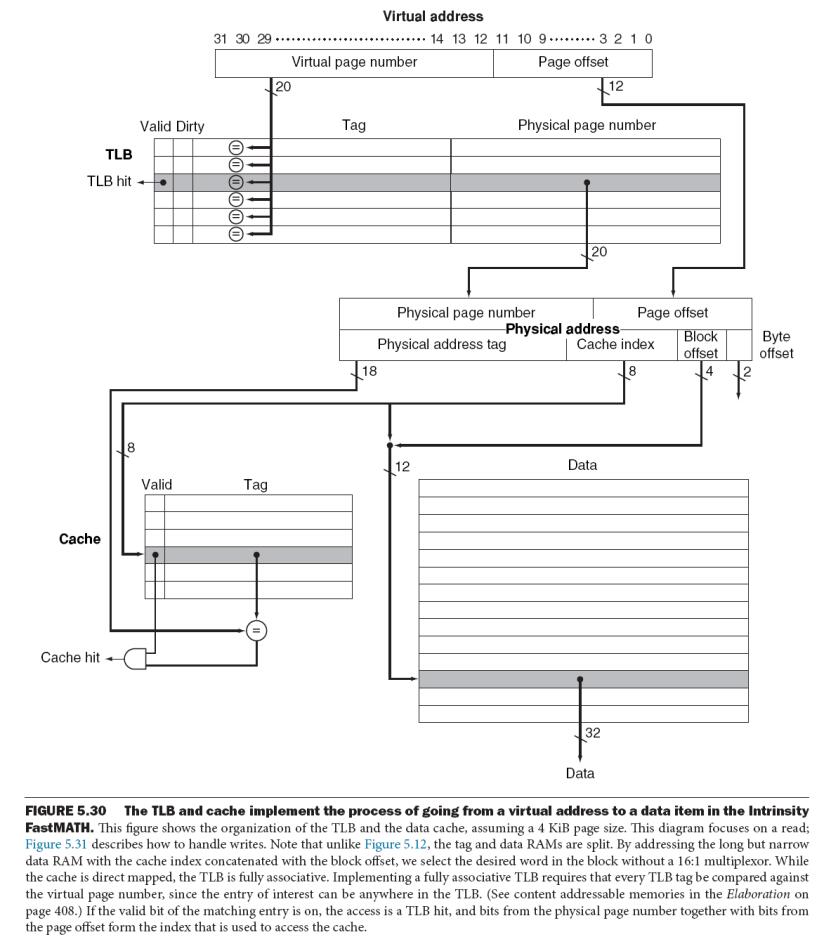 Virtual address
31 30 29 ........................... 14 13 12 11 10 9 ......... 3 2 1 0
Virtual page number
Page offset
20
12
Valid Dirty
Tag
Physical page number
TLB
=
=
TLB hit
=
=
=
=
20
Physical page number
Page offset
Physical address
Physical address tag
Cache index
Block
offset
Byte
offset
18
8
4
2
8
12
Data
Valid
Tag
Cache
=
Cache hit
32
Data
FIGURE 5.30 The TLB and cache implement the process of going from a virtual address to a data item in the Intrinsity
FastMATH. This figure shows the organization of the TLB and the data cache, assuming a 4 KiB page size. This diagram focuses on a read;
Figure 5.31 describes how to handle writes. Note that unlike Figure 5.12, the tag and data RAMs are split. By addressing the long but narrow
data RAM with the cache index concatenated with the block offset, we select the desired word in the block without a 16:1 multiplexor. While
the cache is direct mapped, the TLB is fully associative. Implementing a fully associative TLB requires that every TLB tag be compared against
the virtual page number, since the entry of interest can be anywhere in the TLB. (See content addressable memories in the Elaboration on
page 408.) If the valid bit of the matching entry is on, the access is a TLB hit, and bits from the physical page number together with bits from
the page offset form the index that is used to access the cache.